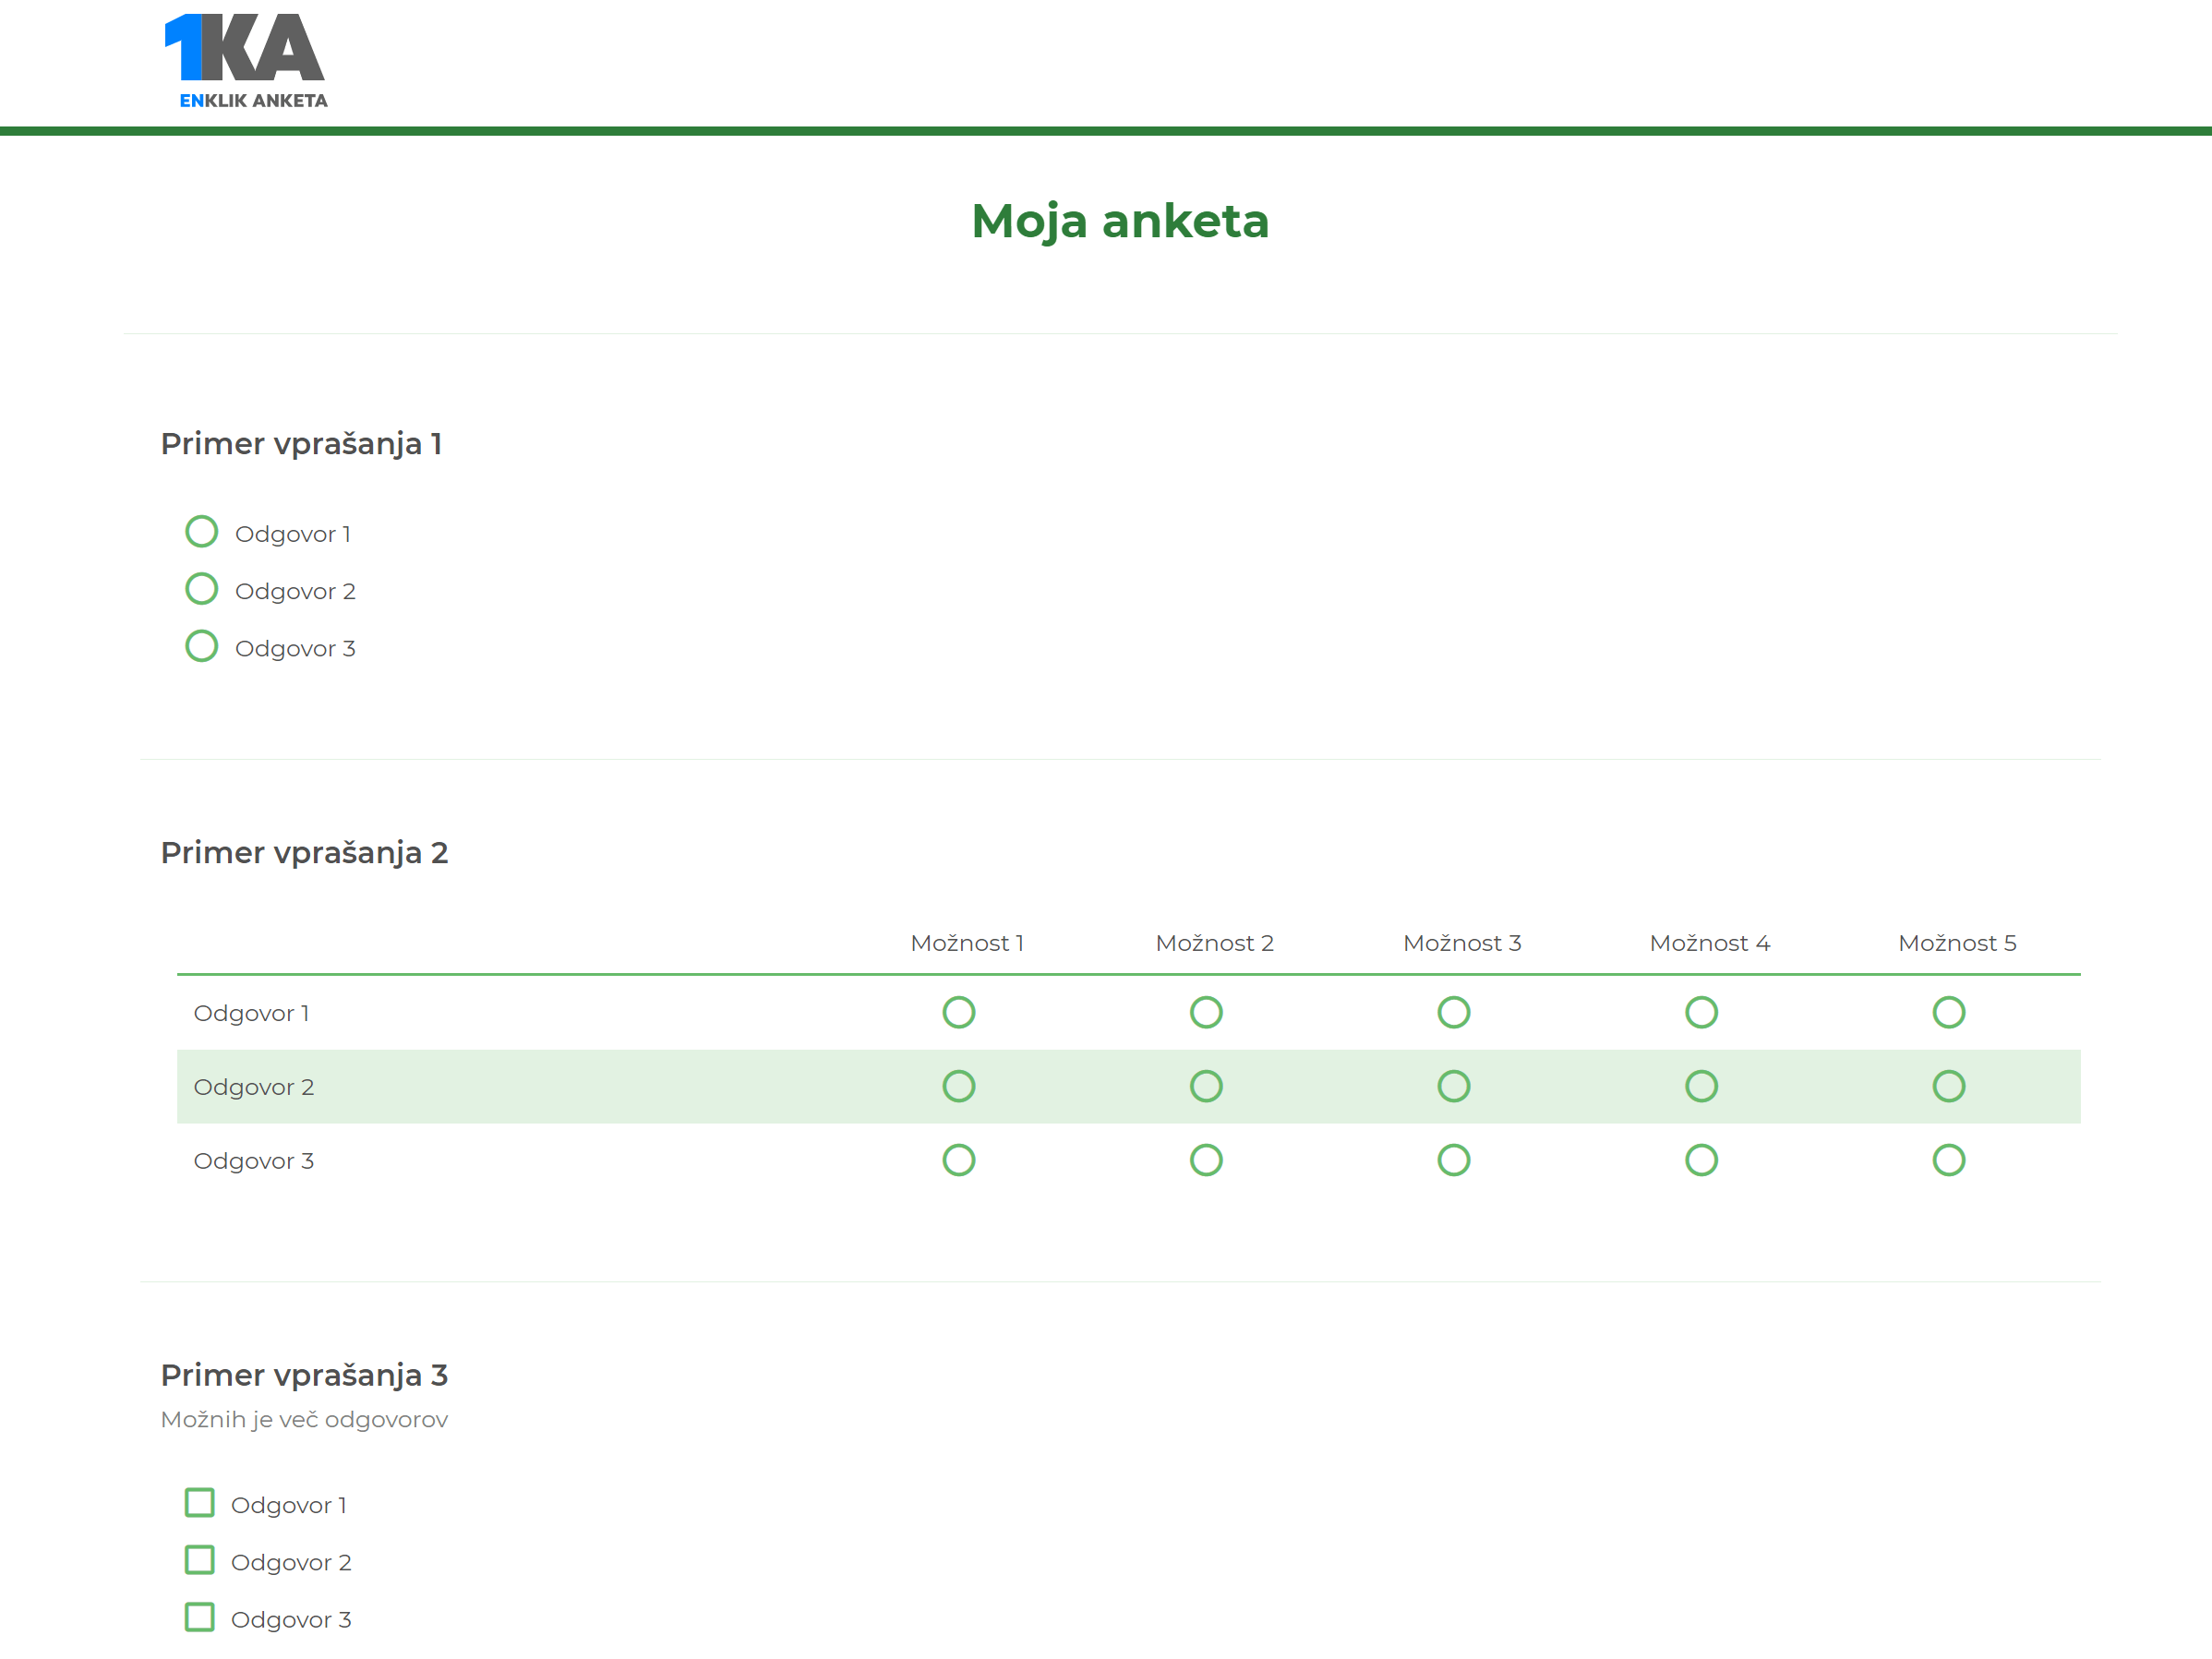 1KA
ENKLIK ANKETA
Moja anketa
Primer vprašanja 1
Odgovor 1
Odgovor 2
Odgovor 3
Primer vprašanja 2
Možnost 1 Možnost 2 Možnost 3 Možnost 4 Možnost 5
Odgovor 1
Odgovor 2
Odgovor 3
Primer vprašanja 3
Možnih je več odgovorov
Odgovor 1
Odgovor 2
Odgovor 3